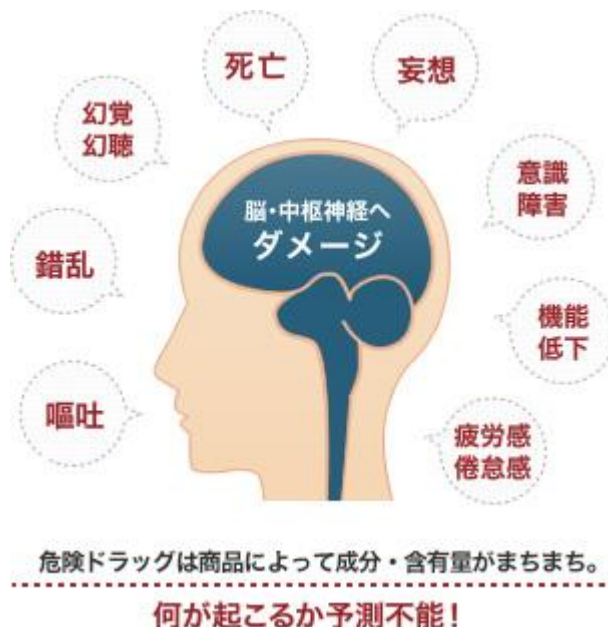 死亡
妄想
幻覚
幻聴
意識
障害
脳・中枢神経へ
ダメージ
錯乱
機能
低下
嘔吐
疲労感
倦怠感
危険ドラッグは商品によって成分・含有量がまちまち。
何が起こるか予測不能！